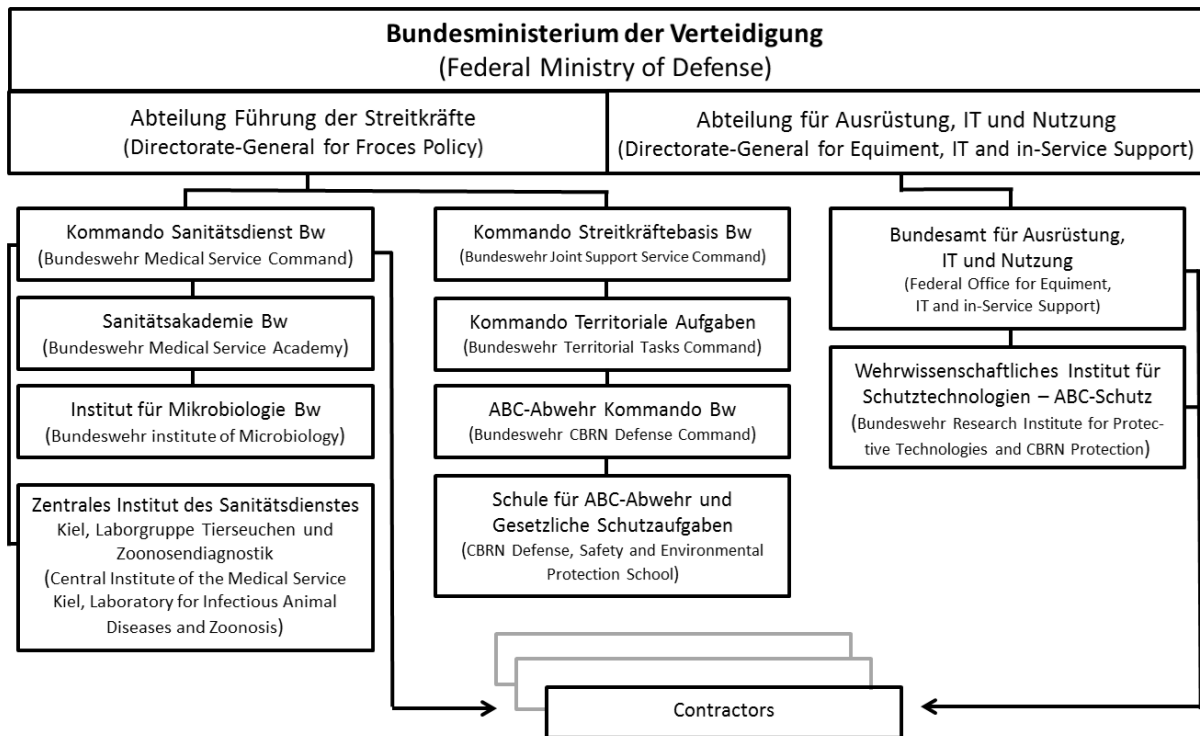 Bundesministerium der Verteidigung
(Federal Ministry of Defense)
Abteilung Führung der Streitkräfte
(Directorate-General for Froces Policy)
Abteilung für Ausrüstung, IT und Nutzung
(Directorate-General for Equiment, IT and in-Service Support)
Kommando Sanitätsdienst Bw
(Bundeswehr Medical Service Command)
Sanitätsakademie Bw
(Bundeswehr Medical Service Academy)
Institut für Mikrobiologie Bw
(Bundeswehr institute of Microbiology)
Zentrales Institut des Sanitätsdienstes
Kiel, Laborgruppe Tierseuchen und
Zoonosendiagnostik
(Central Institute of the Medical Service
Kiel, Laboratory for Infectious Animal
Diseases and Zoonosis)
Kommando Streitkräftebasis Bw
(Bundeswehr Joint Support Service Command)
Kommando Territoriale Aufgaben
(Bundeswehr Territorial Tasks Command)
ABC-Abwehr Kommando Bw
(Bundeswehr CBRN Defense Command)
Schule für ABC-Abwehr und
Gesetzliche Schutzaufgaben
(CBRN Defense, Safety and Environmental
Protection School)
Bundesamt für Ausrüstung,
IT und Nutzung
(Federal Office for Equiment,
IT and in-Service Support)
Wehrwissenschaftliches Institut für
Schutztechnologien – ABC-Schutz
(Bundeswehr Research Institute for Protec-
tive Technologies and CBRN Protection)
Contractors